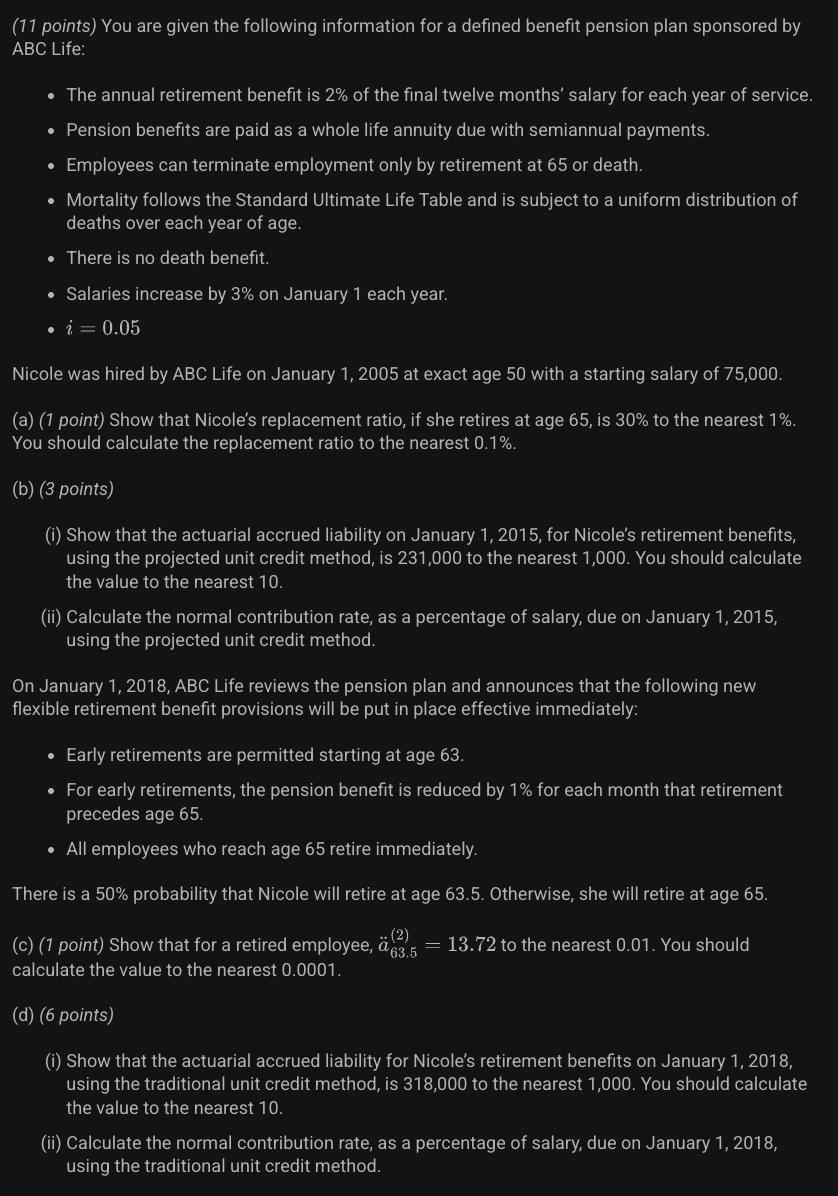 (11 points) You are given the following information for a defined benefit pension plan sponsored by
ABC Life:
• The annual retirement benefit is 2% of the final twelve months’ salary for each year of service.
• Pension benefits are paid as a whole life annuity due with semiannual payments.
• Employees can terminate employment only by retirement at 65 or death.
• Mortality follows the Standard Ultimate Life Table and is subject to a uniform distribution of
deaths over each year of age.
• There is no death benefit.
• Salaries increase by 3% on January 1 each year.
• i = 0.05
Nicole was hired by ABC Life on January 1, 2005 at exact age 50 with a starting salary of 75,000.
(a) (1 point) Show that Nicole’s replacement ratio, if she retires at age 65, is 30% to the nearest 1%.
You should calculate the replacement ratio to the nearest 0.1%.
(b) (3 points)
(i) Show that the actuarial accrued liability on January 1, 2015, for Nicole’s retirement benefits,
using the projected unit credit method, is 231,000 to the nearest 1,000. You should calculate
the value to the nearest 10.
(ii) Calculate the normal contribution rate, as a percentage of salary, due on January 1, 2015,
using the projected unit credit method.
On January 1, 2018, ABC Life reviews the pension plan and announces that the following new
flexible retirement benefit provisions will be put in place effective immediately:
• Early retirements are permitted starting at age 63.
• For early retirements, the pension benefit is reduced by 1% for each month that retirement
precedes age 65.
• All employees who reach age 65 retire immediately.
There is a 50% probability that Nicole will retire at age 63.5. Otherwise, she will retire at age 65.
(c) (1 point) Show that for a retired employee, ä^{(2)}_{63.5} = 13.72 to the nearest 0.01. You should
calculate the value to the nearest 0.0001.
(d) (6 points)
(i) Show that the actuarial accrued liability for Nicole’s retirement benefits on January 1, 2018,
using the traditional unit credit method, is 318,000 to the nearest 1,000. You should calculate
the value to the nearest 10.
(ii) Calculate the normal contribution rate, as a percentage of salary, due on January 1, 2018,
using the traditional unit credit method.